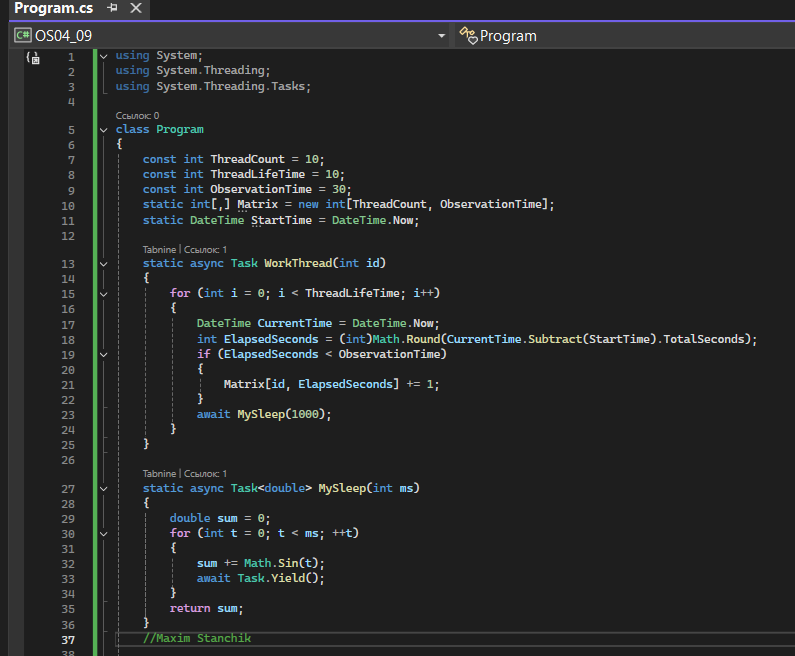 Program.cs
C# OS04_09 Program
1 using System;
2 using System.Threading;
3 using System.Threading.Tasks;
4
Ссылок: 0
5 class Program
6 {
7 const int ThreadCount = 10;
8 const int ThreadLifeTime = 10;
9 const int ObservationTime = 30;
10 static int[,] Matrix = new int[ThreadCount, ObservationTime];
11 static DateTime StartTime = DateTime.Now;
12
Tabnine | Ссылок: 1
13 static async Task WorkThread(int id)
14 {
15 for (int i = 0; i < ThreadLifeTime; i++)
16 {
17 DateTime CurrentTime = DateTime.Now;
18 int ElapsedSeconds = (int)Math.Round(CurrentTime.Subtract(StartTime).TotalSeconds);
19 if (ElapsedSeconds < ObservationTime)
20 {
21 Matrix[id, ElapsedSeconds] += 1;
22 }
23 await MySleep(1000);
24 }
25 }
26
Tabnine | Ссылок: 1
27 static async Task<double> MySleep(int ms)
28 {
29 double sum = 0;
30 for (int t = 0; t < ms; ++t)
31 {
32 sum += Math.Sin(t);
33 await Task.Yield();
34 }
35 return sum;
36 }
37 //Maxim Stanchik
38